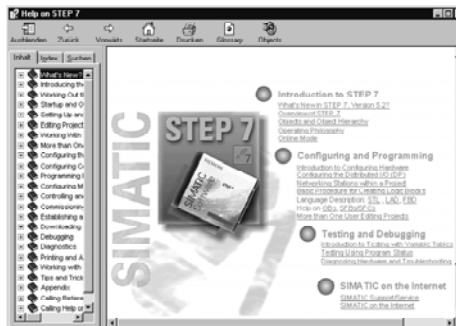 Help on STEP 7
Ausblenden Zurück Vorwärts Startseite Drucken Glossary Objects
Inhalt Index Suchen
What's New?
Introducing the
Working Out t
Startup and O
Setting Up an
Editing Project
Working With
More than One
Configuring th
Configuring C
Programming
Configuring M
Controlling an
Commissioning
Establishing a
Downloading
Debugging
Diagnostics
Printing and A
Working with
Tips and Trick
Appendix
Calling Refere
Calling Help o
SIMATIC
STEP 7
Introduction to STEP 7
What's New in STEP 7, Version 5.2?
Overview of STEP 7
Objects and Object Hierarchy
Operating Philosophy
Online Mode
Configuring and Programming
Introduction to Configuring Hardware
Configuring the Distributed I/O (DP)
Networking Stations within a Project
Basic Procedure for Creating Logic Blocks
Language Description: STL, LAD, FBD
Help on OBs, SFBs/SFCs
More than One User Editing Projects
Testing and Debugging
Introduction to Testing with Variable Tables
Testing Using Program Status
Diagnosing Hardware and Troubleshooting
SIMATIC on the Internet
SIMATIC Support/Service
SIMATIC on the Internet